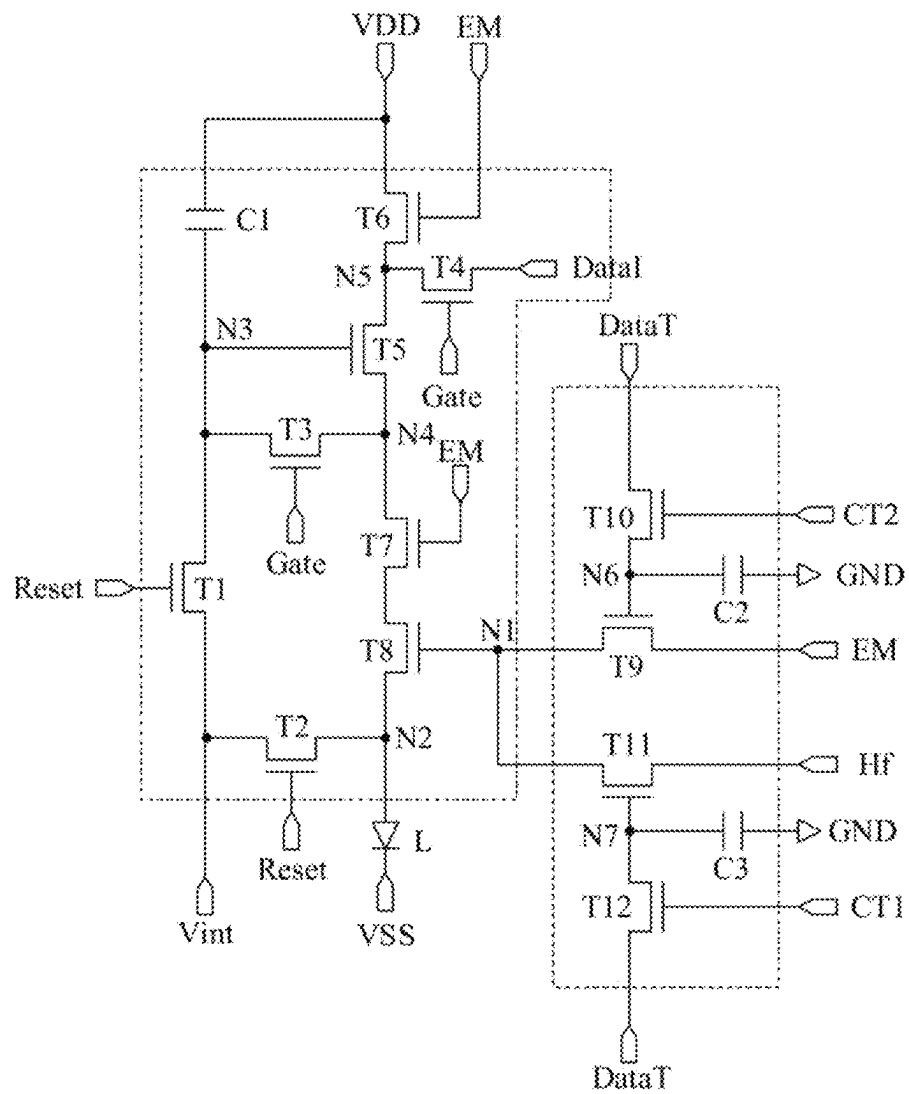 VDD
EM
C1
T6
N5
T4
DataI
N3
T5
DataT
Gate
T3
N4
EM
T10
CT2
Gate
T7
N6
GND
Reset
T1
C2
N1
T8
T9
EM
T2
N2
T11
Hf
N7
GND
L
Reset
C3
T12
CT1
Vint
VSS
DataT